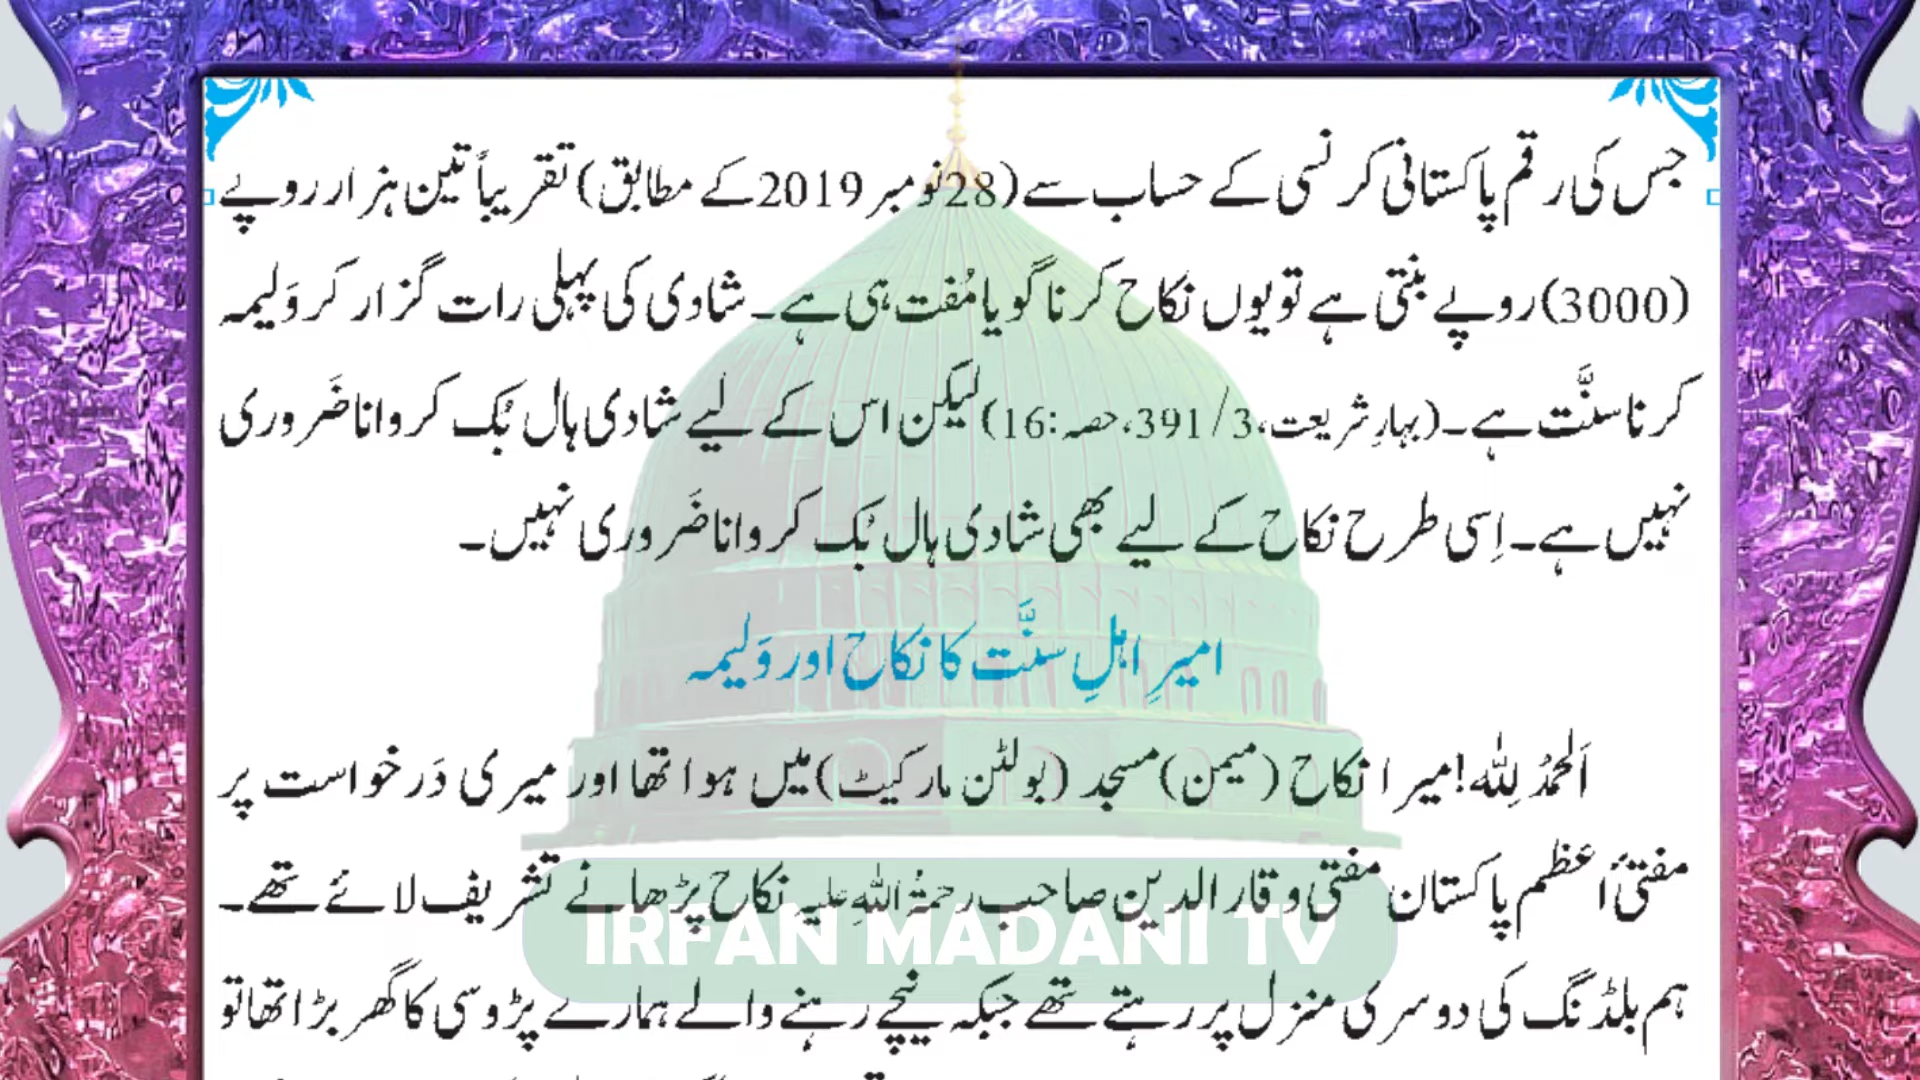 جس کی رقم پاکستانی کرنسی کے حساب سے (28نومبر 2019کے مطابق) تقریباً تین ہزار روپے
(3000)روپے بنتی ہے تو یوں نکاح کرنا گویا مُفت ہی ہے۔ شادی کی پہلی رات گزار کر وَلیمہ
کرنا سنَّت ہے۔(بہارِ شریعت، 3/391، حصہ:16)لیکن اس کے لیے شادی ہال بُک کروانا ضَروری
نہیں ہے۔ اِسی طرح نکاح کے لیے بھی شادی ہال بُک کروانا ضَروری نہیں۔
امیرِ اہلِ سنَّت کا نکاح اور وَلیمہ
اَلحمدُ لِلّٰہ! میرا نکاح (میمن) مسجد (بولٹن مارکیٹ) میں ہوا تھا اور میری دَرخواست پر
مفتیٔ اعظم پاکستان مفتی وقار الدین صاحب رحمۃُ اللہِ علیہ نکاح پڑھانے تشریف لائے تھے۔
IRFAN MADANI TV
ہم بلڈنگ کی دوسری منزل پر رہتے تھے جبکہ نیچے رہنے والے ہمارے پڑوسی کا گھر بڑا تھا تو